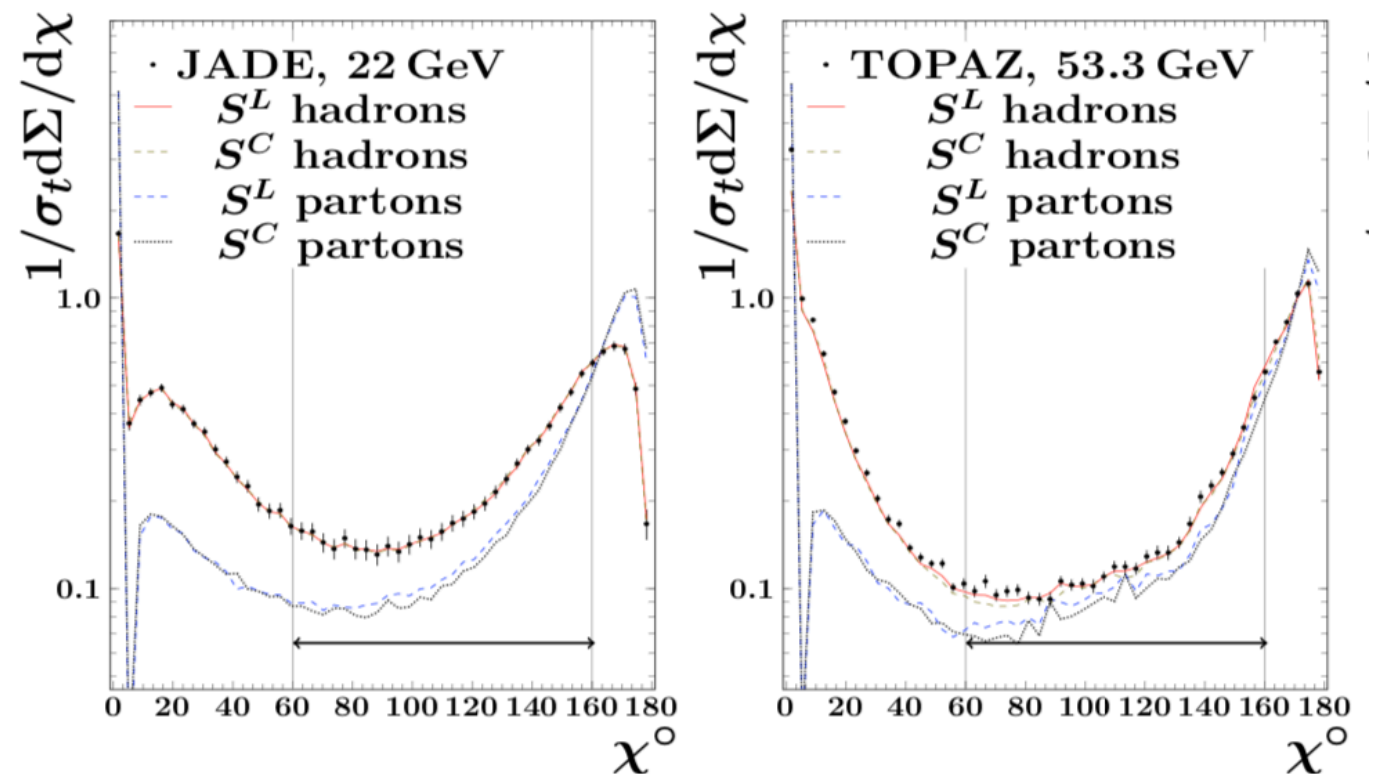 · JADE, 22 GeV
S^L hadrons
S^C hadrons
S^L partons
S^C partons
1/σ_t dΣ/dχ
1.0
0.1
0 20 40 60 80 100 120 140 160 180
χ°
· TOPAZ, 53.3 GeV
S^L hadrons
S^C hadrons
S^L partons
S^C partons
1/σ_t dΣ/dχ
1.0
0.1
0 20 40 60 80 100 120 140 160 180
χ°